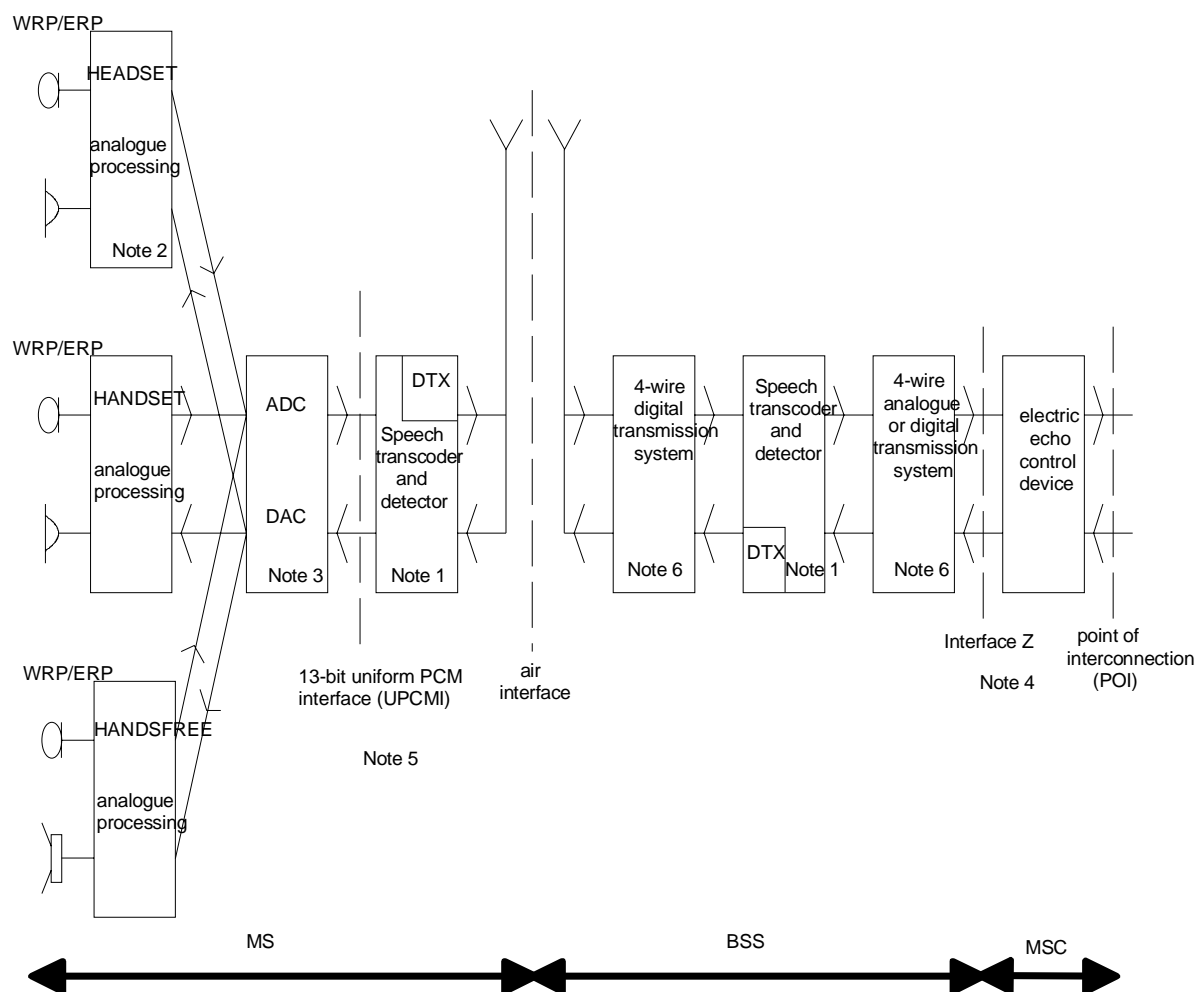 WRP/ERP
HEADSET
analogue
processing
Note 2
WRP/ERP
HANDSET
analogue
processing
WRP/ERP
HANDSFREE
analogue
processing
ADC
DAC
Note 3
DTX
Speech
transcoder
and
detector
Note 1
13-bit uniform PCM
interface (UPCMI)
Note 5
air
interface
4-wire
digital
transmission
system
Note 6
Speech
transcoder
and
detector
DTX
Note 1
4-wire
analogue
or digital
transmission
system
Note 6
Interface Z
Note 4
electric
echo
control
device
point of
interconnection
(POI)
MS
BSS
MSC